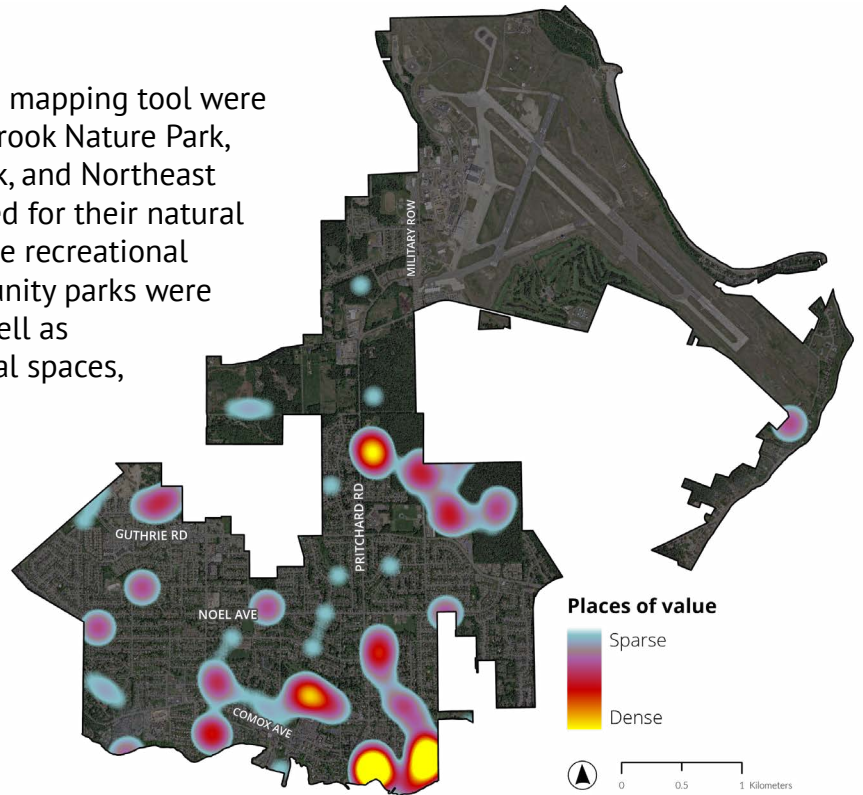 mapping tool were
rook Nature Park,
k, and Northeast
ed for their natural
e recreational
unity parks were
ell as
al spaces,
MILITARY ROW
PRITCHARD RD
GUTHRIE RD
NOEL AVE
COMOX AVE
Places of value
Sparse
Dense
0 0.5 1 Kilometers